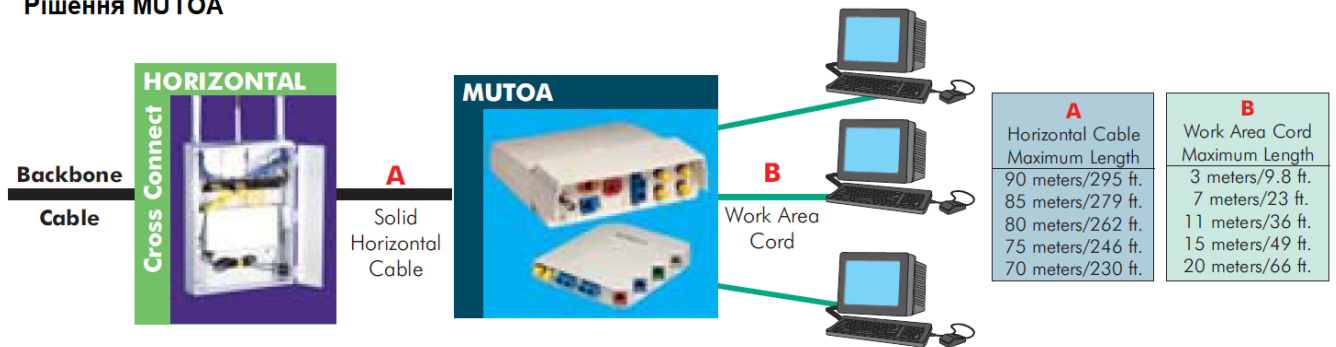 Рішення MUTOA
HORIZONTAL
Cross Connect
Backbone
Cable
A
Solid
Horizontal
Cable
MUTOA
B
Work Area
Cord
A
Horizontal Cable
Maximum Length
90 meters/295 ft.
85 meters/279 ft.
80 meters/262 ft.
75 meters/246 ft.
70 meters/230 ft.
B
Work Area Cord
Maximum Length
3 meters/9.8 ft.
7 meters/23 ft.
11 meters/36 ft.
15 meters/49 ft.
20 meters/66 ft.